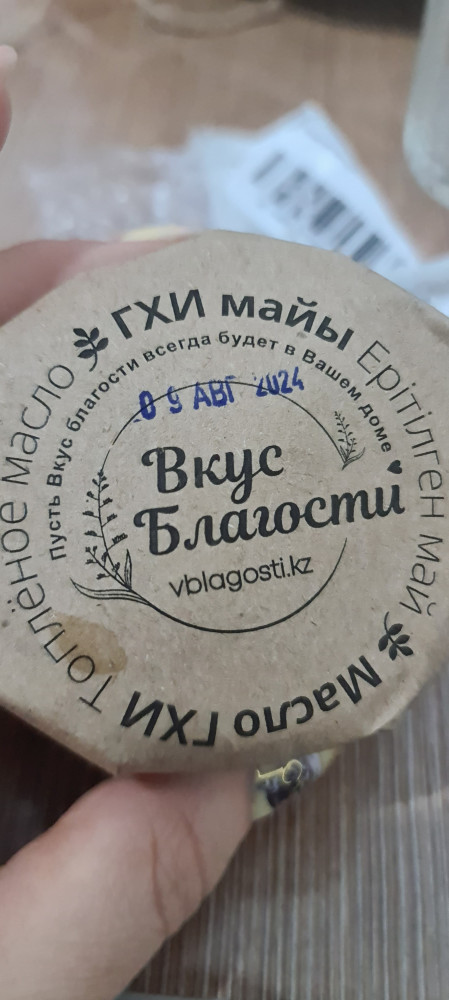 ГХИ майы
Ерітілген май
Масло ГХИ
Топлёное масло
Пусть Вкус благости всегда будет в Вашем доме
09 АВГ 2024
Вкус
Благости
vblagosti.kz